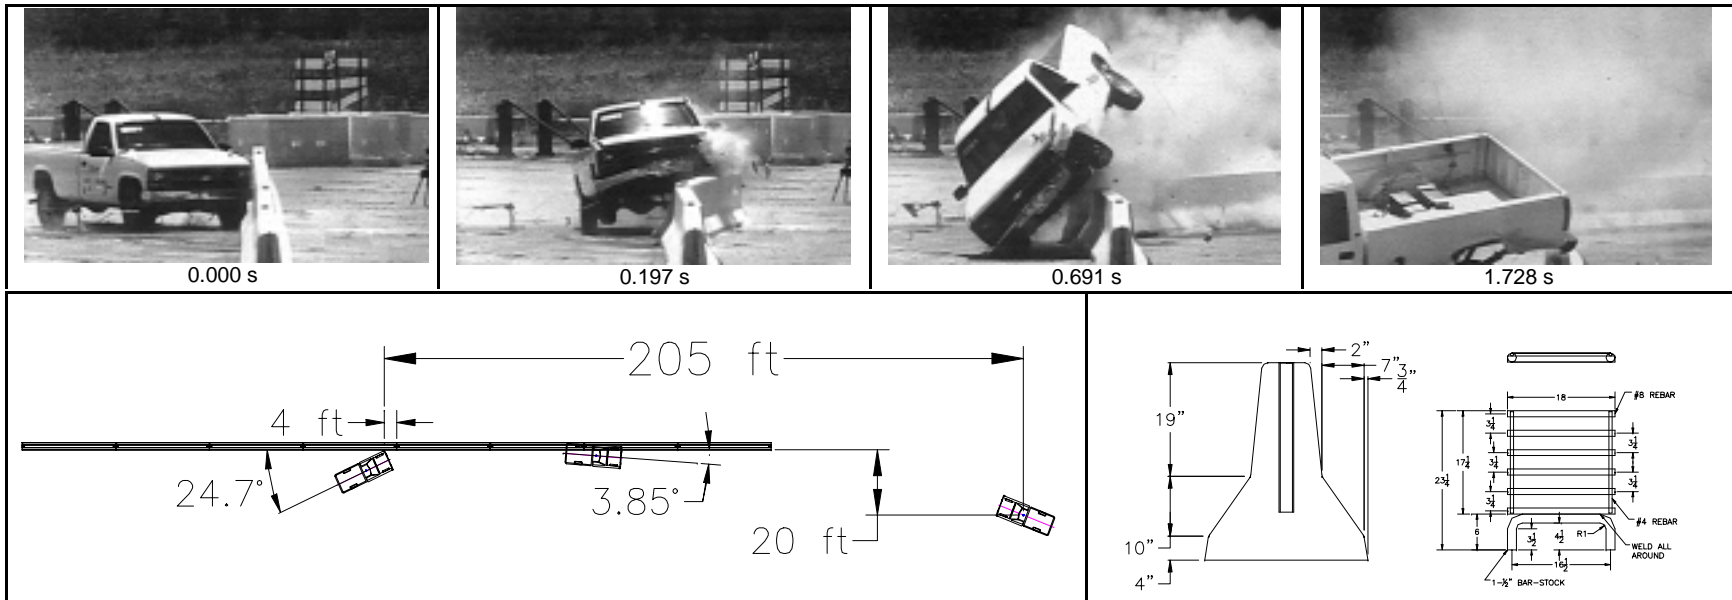 0.000 s
0.197 s
0.691 s
1.728 s
205 ft
4 ft
24.7°
3.85°
20 ft
2"
7" 3/4"
19"
10"
4"
18
#8 REBAR
3 1/4
3 1/4
17 1/4
3 1/4
3 1/4
23 1/4
3 1/4
3 1/4
#4 REBAR
6
3 1/2
4 1/2
R1
WELD ALL
AROUND
16 1/2
1-½" BAR-STOCK